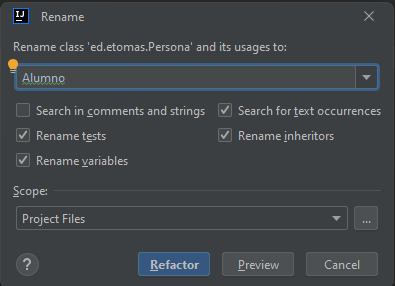 IJ Rename
Rename class 'ed.etomas.Persona' and its usages to:
Alumno
Search in comments and strings Search for text occurrences
Rename tests Rename inheritors
Rename variables
Scope:
Project Files ...
? Refactor Preview Cancel